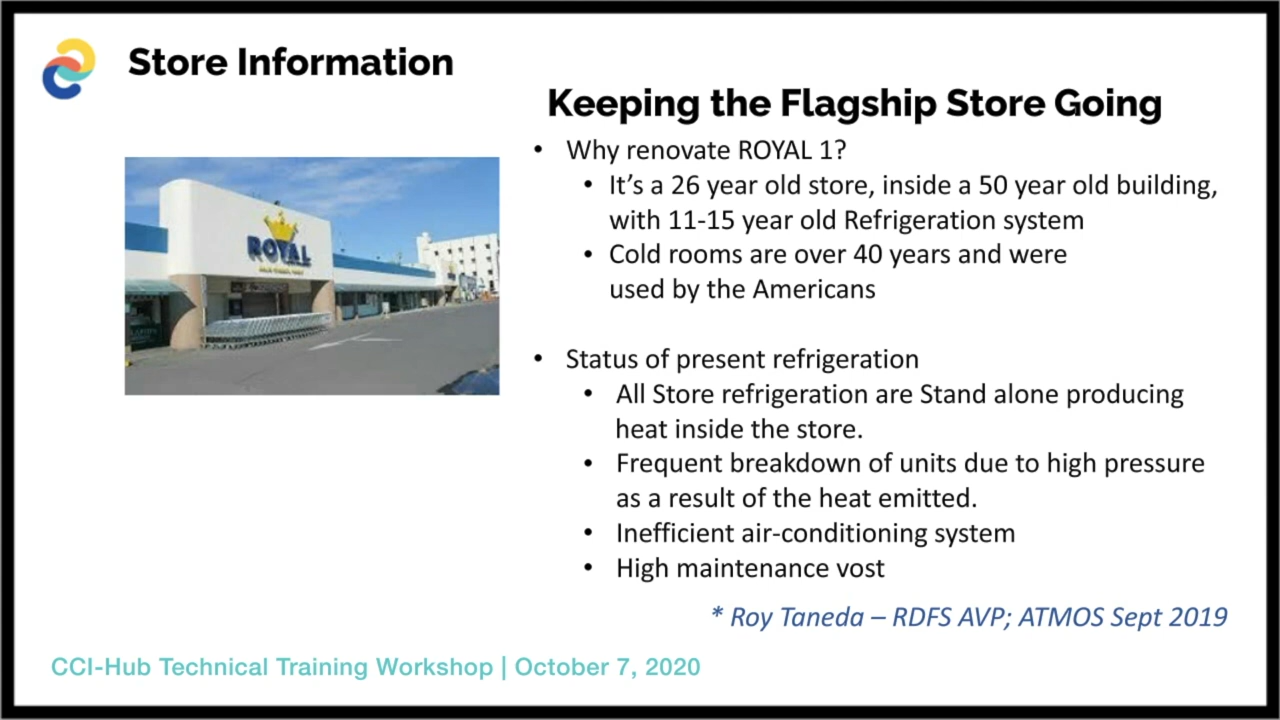 Store Information
Keeping the Flagship Store Going
• Why renovate ROYAL 1?
• It’s a 26 year old store, inside a 50 year old building,
with 11-15 year old Refrigeration system
• Cold rooms are over 40 years and were
used by the Americans
ROYAL
• Status of present refrigeration
• All Store refrigeration are Stand alone producing
heat inside the store.
• Frequent breakdown of units due to high pressure
as a result of the heat emitted.
• Inefficient air-conditioning system
• High maintenance vost
* Roy Taneda – RDFS AVP; ATMOS Sept 2019
CCI-Hub Technical Training Workshop | October 7, 2020